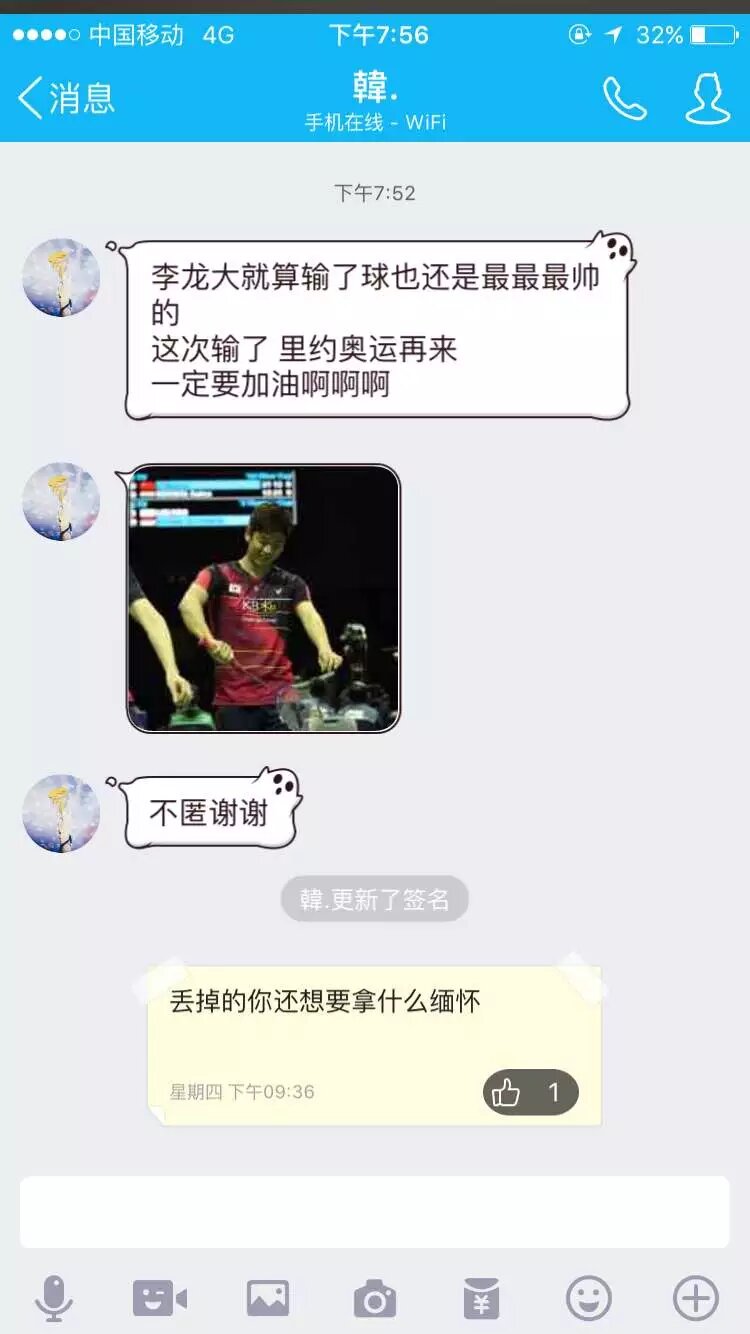 中国移动 4G 下午7:56 32%
消息 韓.
手机在线 - WiFi
下午7:52
李龙大就算输了球也还是最最最帅
的
这次输了 里约奥运再来
一定要加油啊啊啊
不匿谢谢
韓.更新了签名
丢掉的你还想要拿什么缅怀
星期四 下午09:36 1